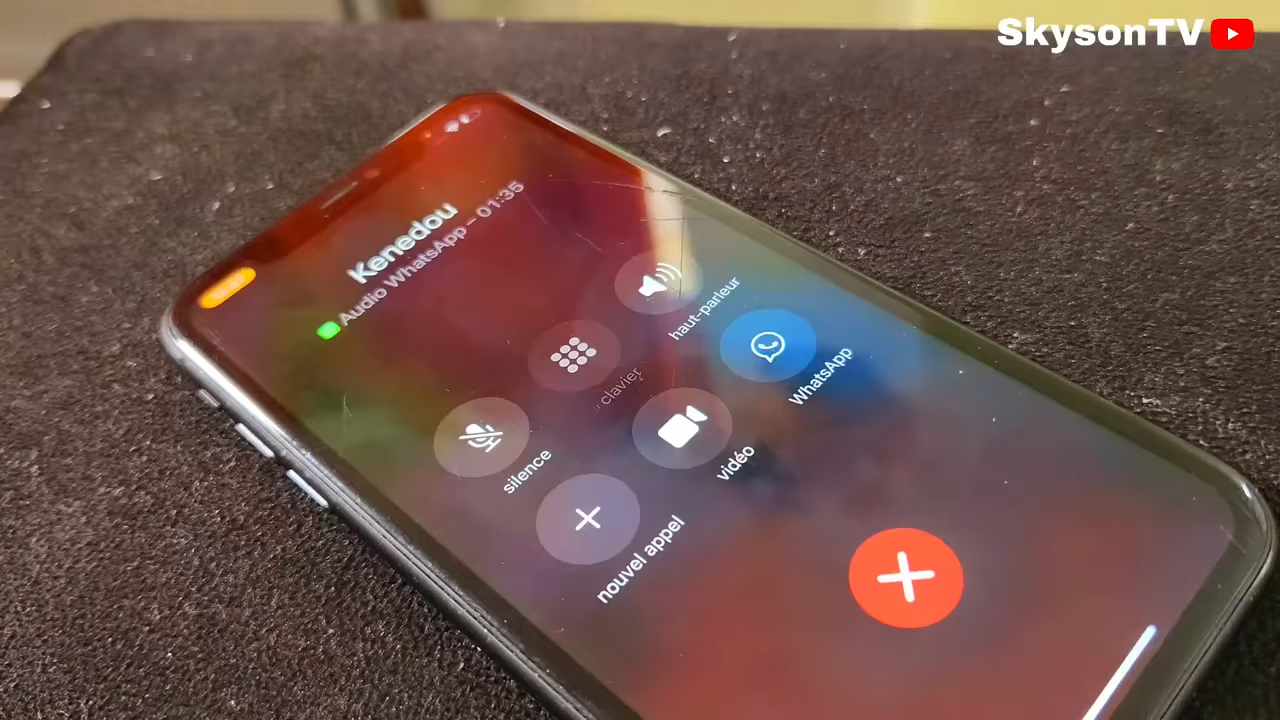 SkysonTV
Kenedou
Audio WhatsApp – 01:35
silence
clavier
haut-parleur
nouvel appel
vidéo
WhatsApp